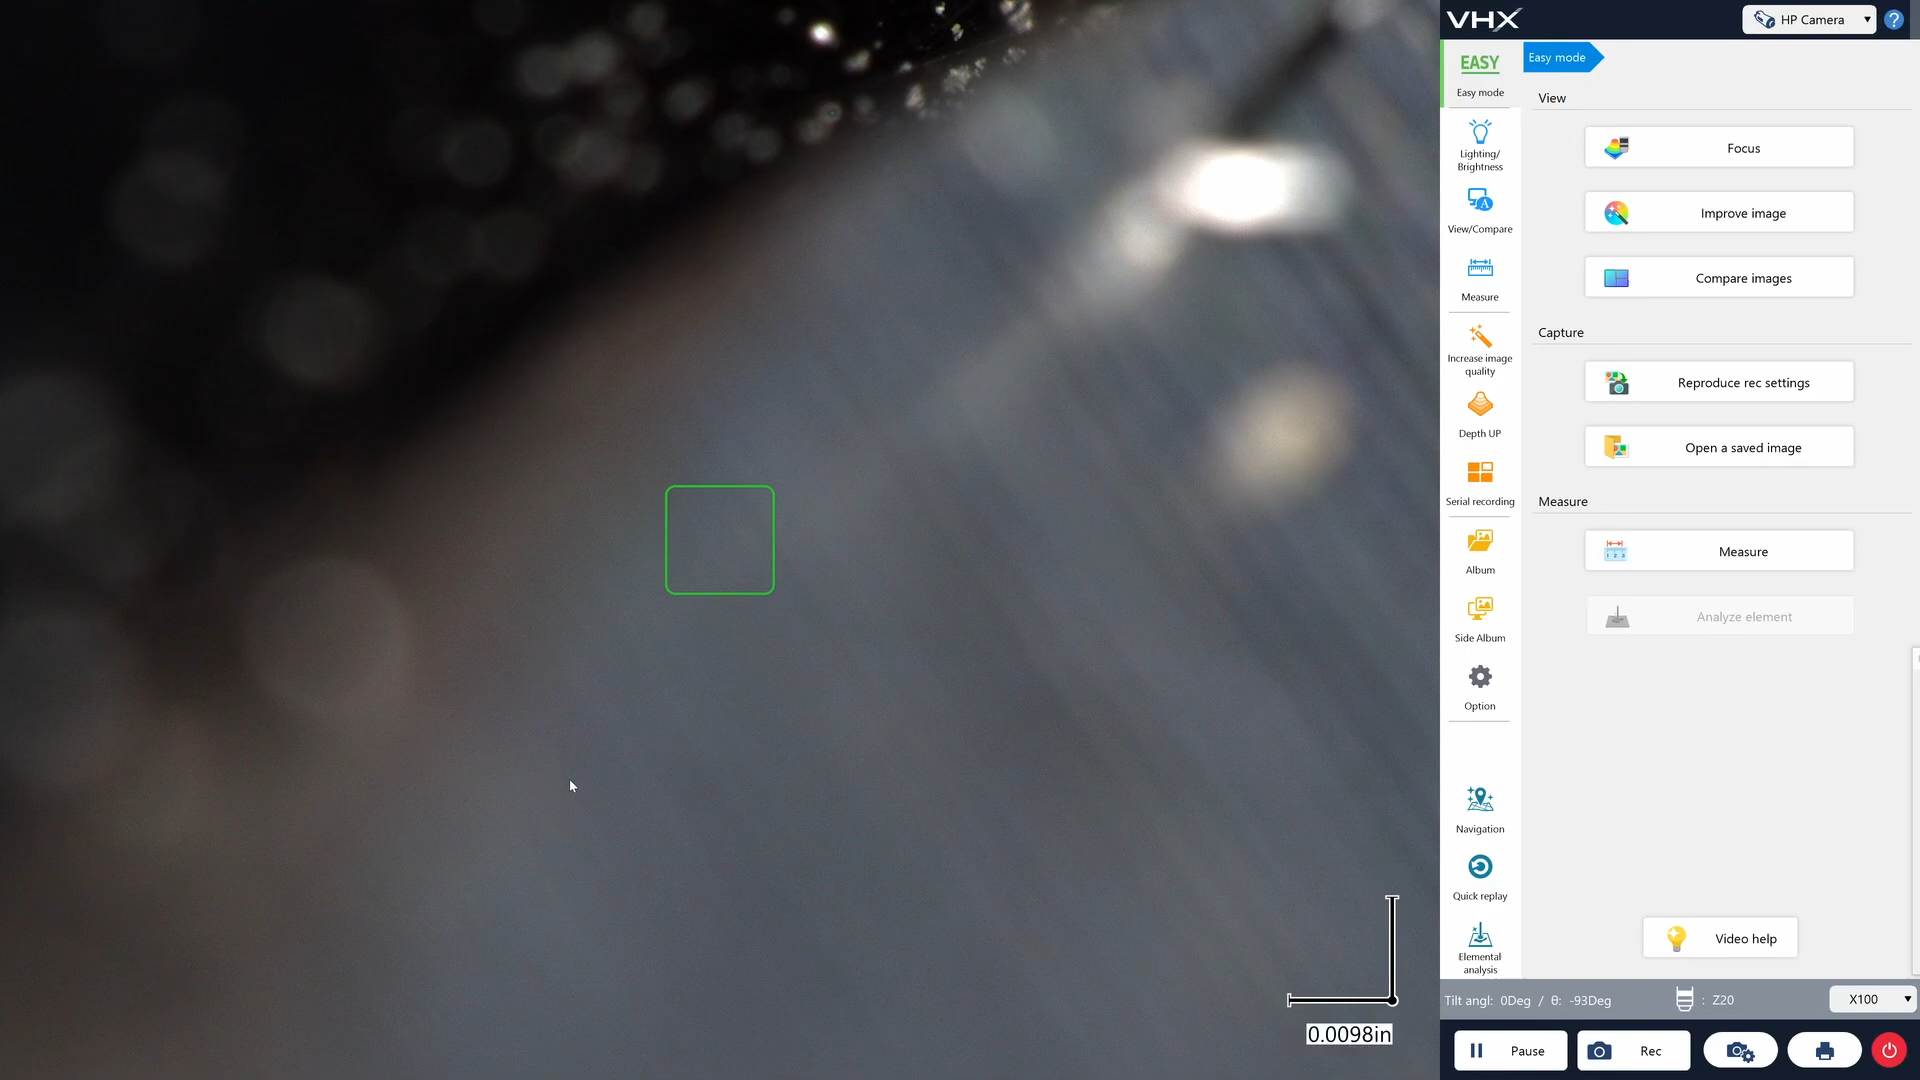 VHX
HP Camera
?
EASY
Easy mode
Easy mode
View
Focus
Lighting/
Brightness
View/Compare
Improve image
Measure
Compare images
Capture
Increase image
quality
Reproduce rec settings
Depth UP
Open a saved image
Serial recording
Measure
Album
Measure
Side Album
Analyze element
Option
Navigation
Quick replay
Elemental
analysis
Video help
0.0098in
Tilt angl: 0Deg / θ: -93Deg
: Z20
X100
Pause
Rec